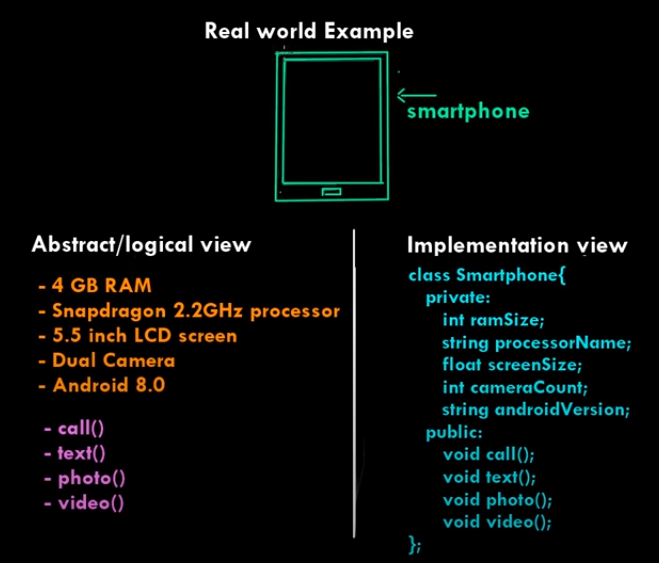 Real world Example
smartphone
Abstract/logical view
- 4 GB RAM
- Snapdragon 2.2GHz processor
- 5.5 inch LCD screen
- Dual Camera
- Android 8.0
- call()
- text()
- photo()
- video()
Implementation view
class Smartphone{
private:
int ramSize;
string processorName;
float screenSize;
int cameraCount;
string androidVersion;
public:
void call();
void text();
void photo();
void video();
};